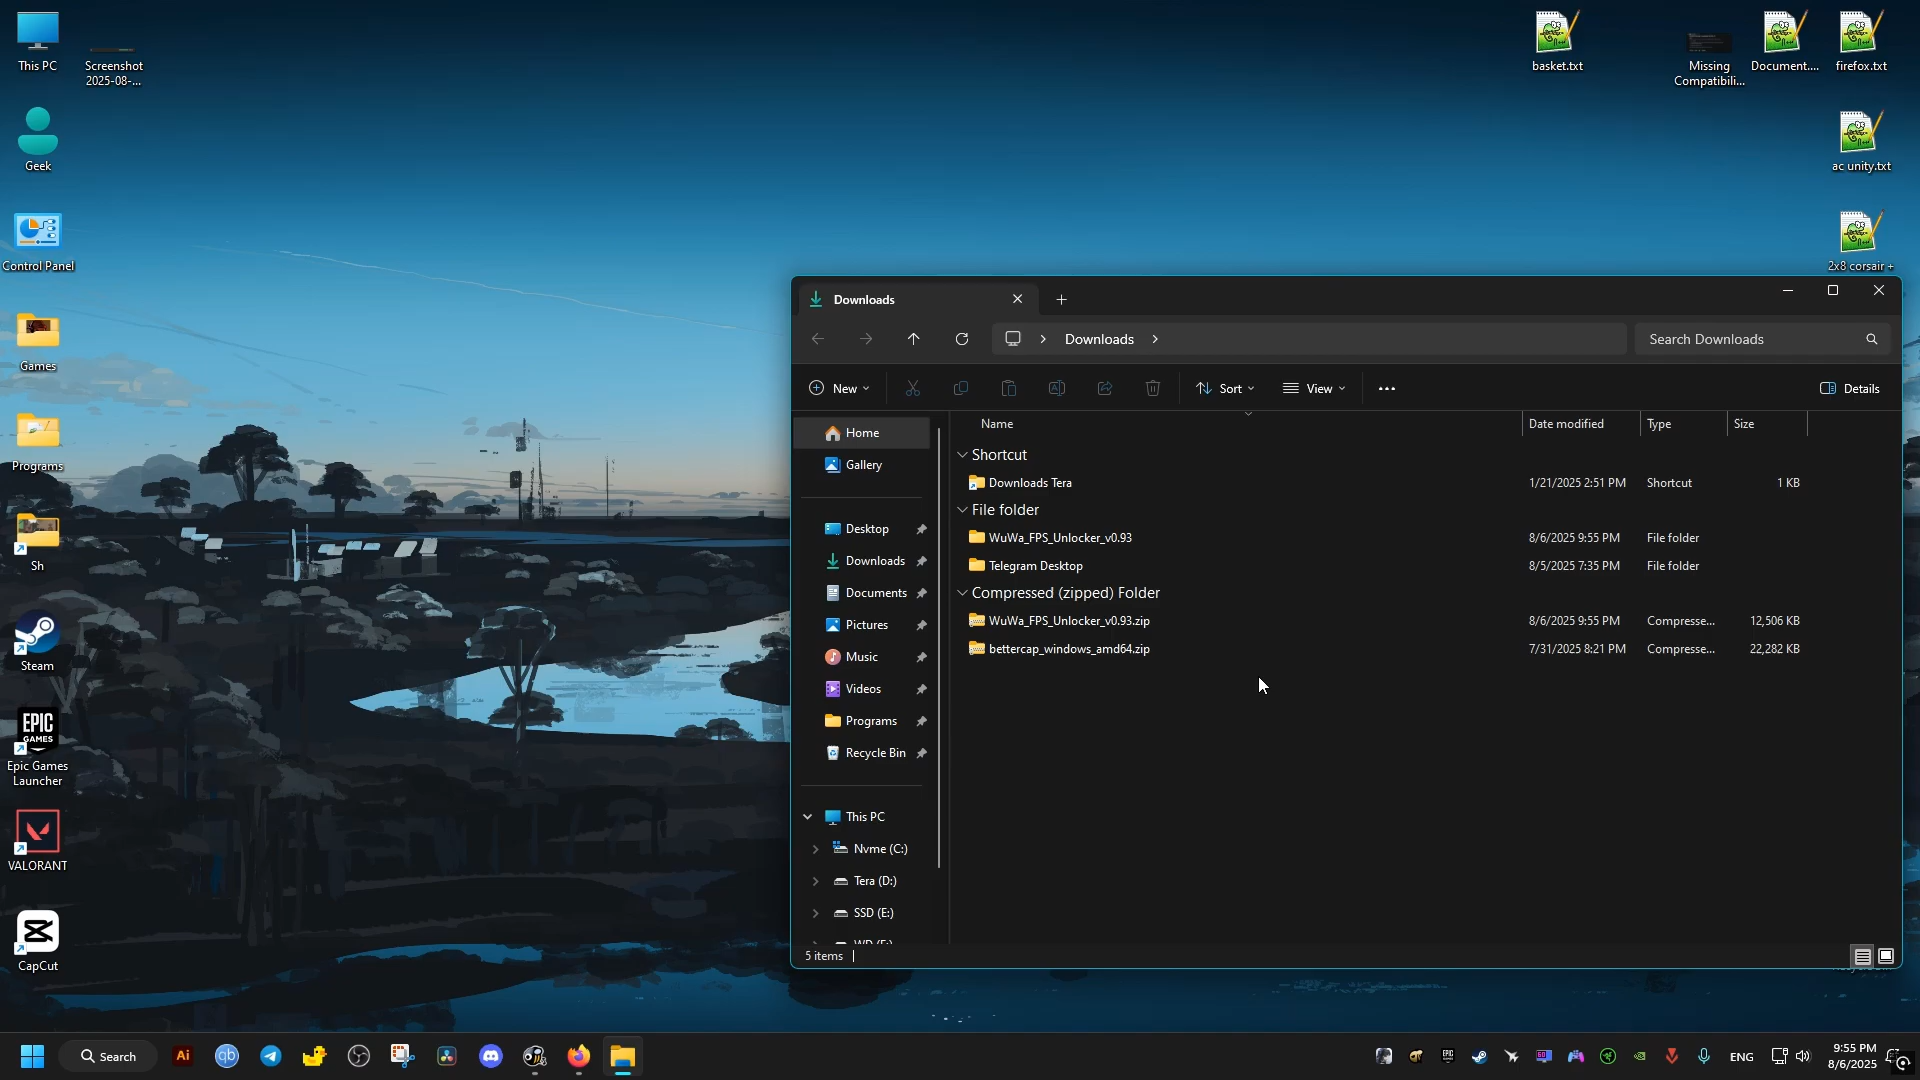 This PC
Screenshot
2025-08-...
Geek
Control Panel
Games
Programs
Sh
Steam
EPIC
GAMES
Epic Games
Launcher
VALORANT
CapCut
basket.txt
Missing
Compatibili...
Document....
firefox.txt
ac unity.txt
2x8 corsair +
Downloads
Downloads
Search Downloads
New
Sort
View
Details
Name
Date modified
Type
Size
Home
Gallery
Desktop
Downloads
Documents
Pictures
Music
Videos
Programs
Recycle Bin
This PC
Nvme (C:)
Tera (D:)
SSD (E:)
Shortcut
Downloads Tera 1/21/2025 2:51 PM Shortcut 1 KB
File folder
WuWa_FPS_Unlocker_v0.93 8/6/2025 9:55 PM File folder
Telegram Desktop 8/5/2025 7:35 PM File folder
Compressed (zipped) Folder
WuWa_FPS_Unlocker_v0.93.zip 8/6/2025 9:55 PM Compresse... 12,506 KB
bettercap_windows_amd64.zip 7/31/2025 8:21 PM Compresse... 22,282 KB
5 items
Search
Ai
qb
ENG
9:55 PM
8/6/2025